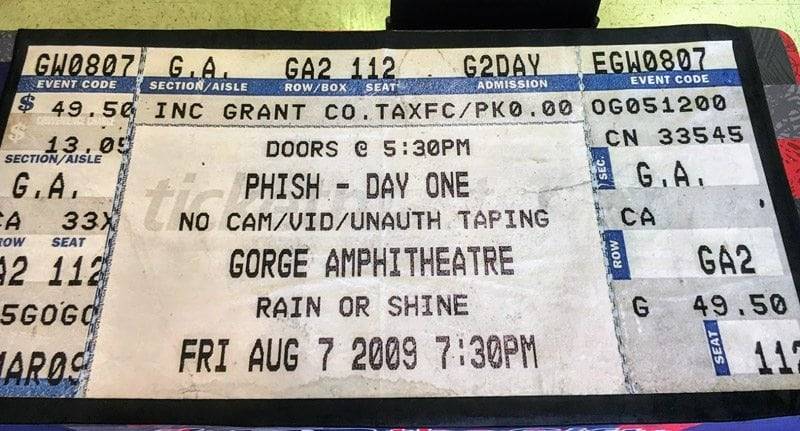 GW0807 G.A. GA2 112 G2DAY EGW0807
EVENT CODE SECTION/AISLE ROW/BOX SEAT ADMISSION EVENT CODE
$ 49.50 INC GRANT CO.TAXFC/PK0.00 OG051200
13.05 DOORS @ 5:30PM CN 33545
SECTION/AISLE
G.A. PHISH - DAY ONE SEC. G.A.
CA 33X NO CAM/VID/UNAUTH TAPING CA
ROW SEAT
A2 112 GORGE AMPHITHEATRE ROW GA2
5GOGO RAIN OR SHINE G 49.50
MAR09 FRI AUG 7 2009 7:30PM SEAT 112